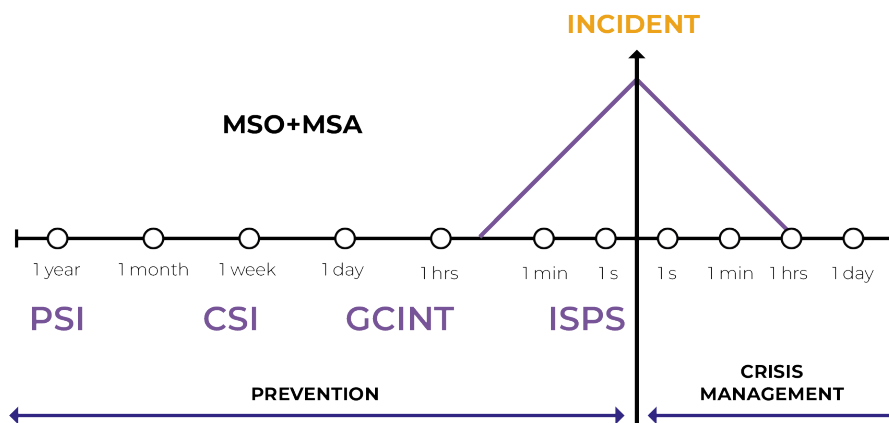 INCIDENT
MSO+MSA
1 year 1 month 1 week 1 day 1 hrs 1 min 1 s 1 s 1 min 1 hrs 1 day
PSI CSI GCINT ISPS
PREVENTION
CRISIS
MANAGEMENT